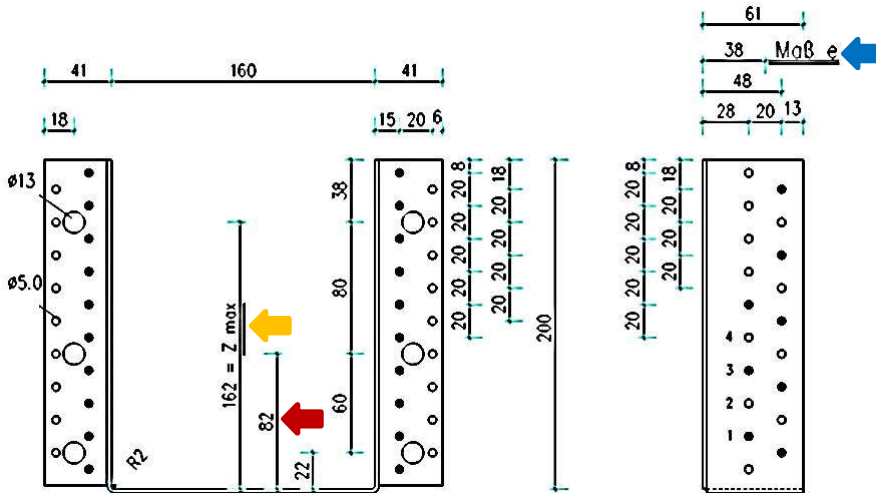 61
38 Maß e
41 160 41 48
18 15 20 6 28 20 13
8 18 8 18
ø13 38 20 20 20 20
20 20 20 20
20 20 20 20
ø5.0 80 20 20 20 20
20 20 200 20
162 = Z max 4
82 60 3
2
22 1
R2